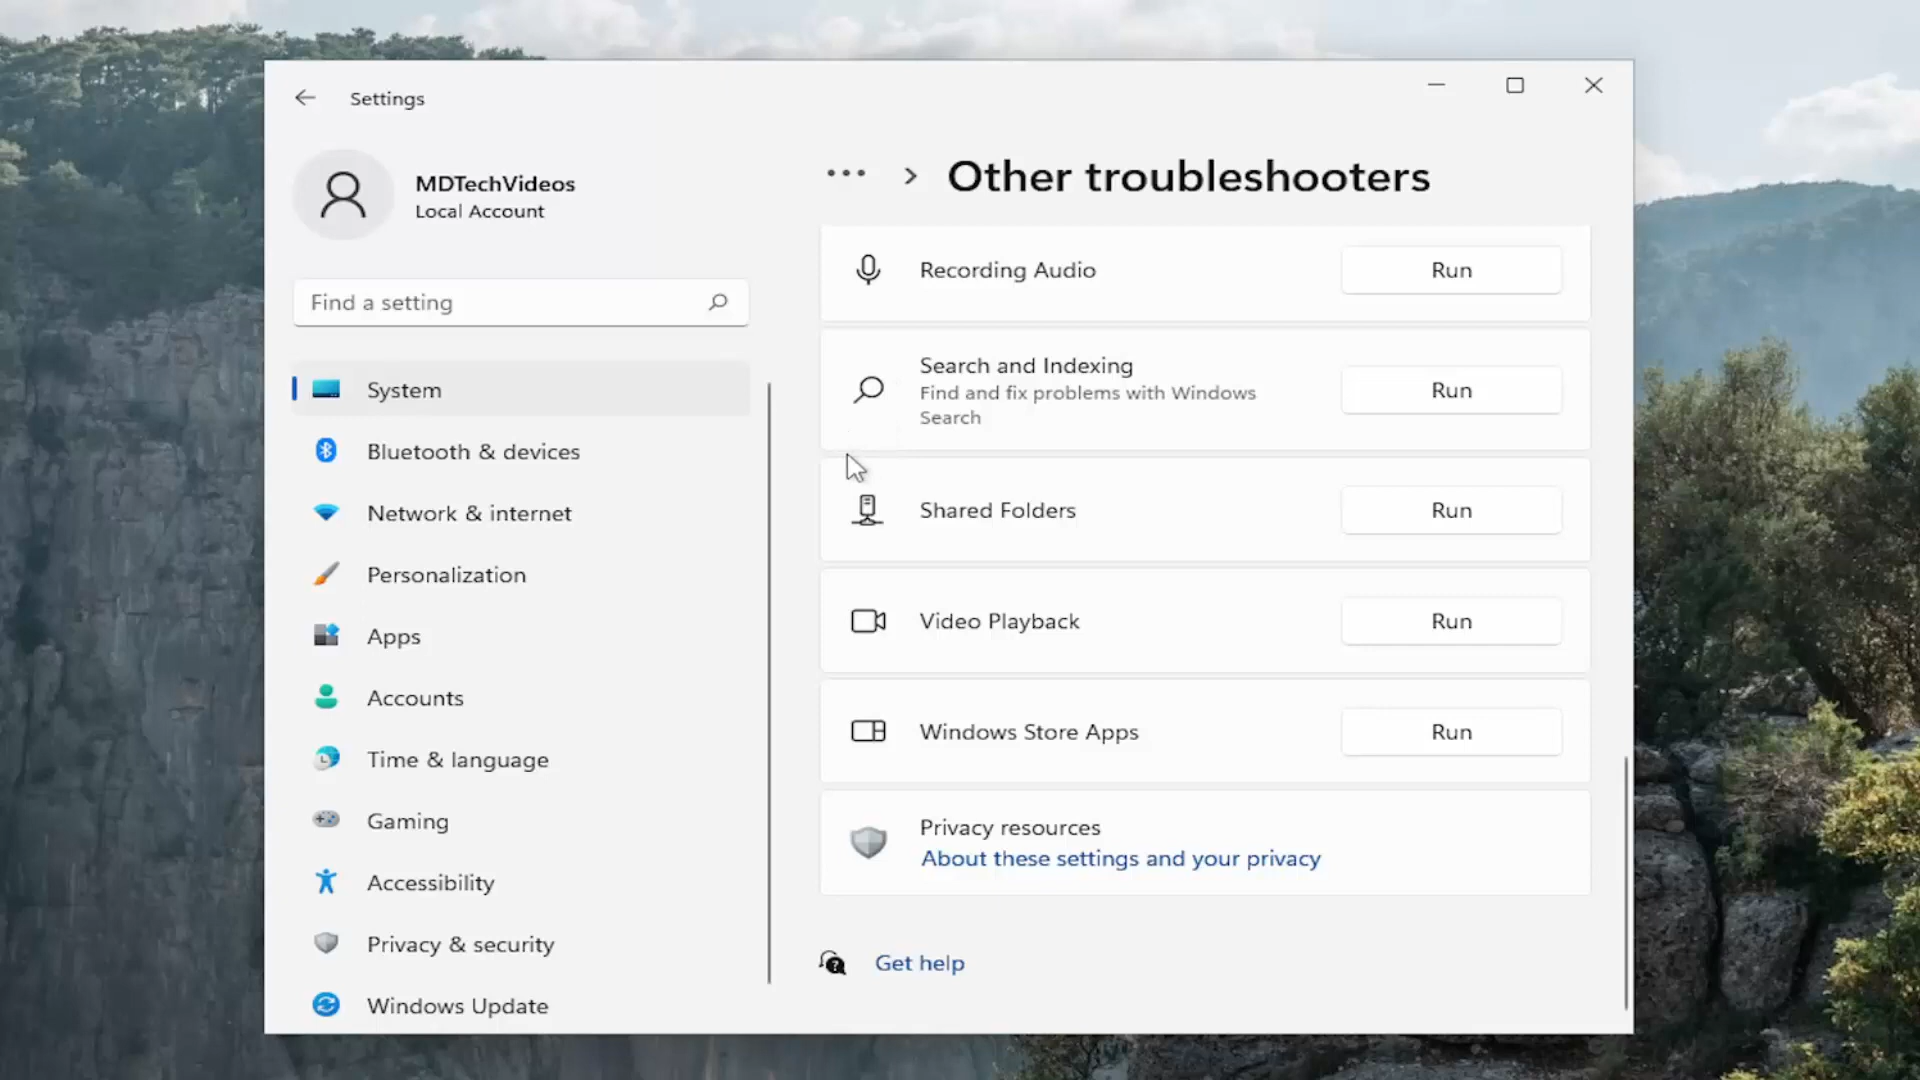 Settings
MDTechVideos
Local Account
Find a setting
System
Bluetooth & devices
Network & internet
Personalization
Apps
Accounts
Time & language
Gaming
Accessibility
Privacy & security
Windows Update
... > Other troubleshooters
Recording Audio
Run
Search and Indexing
Find and fix problems with Windows
Search
Run
Shared Folders
Run
Video Playback
Run
Windows Store Apps
Run
Privacy resources
About these settings and your privacy
Get help